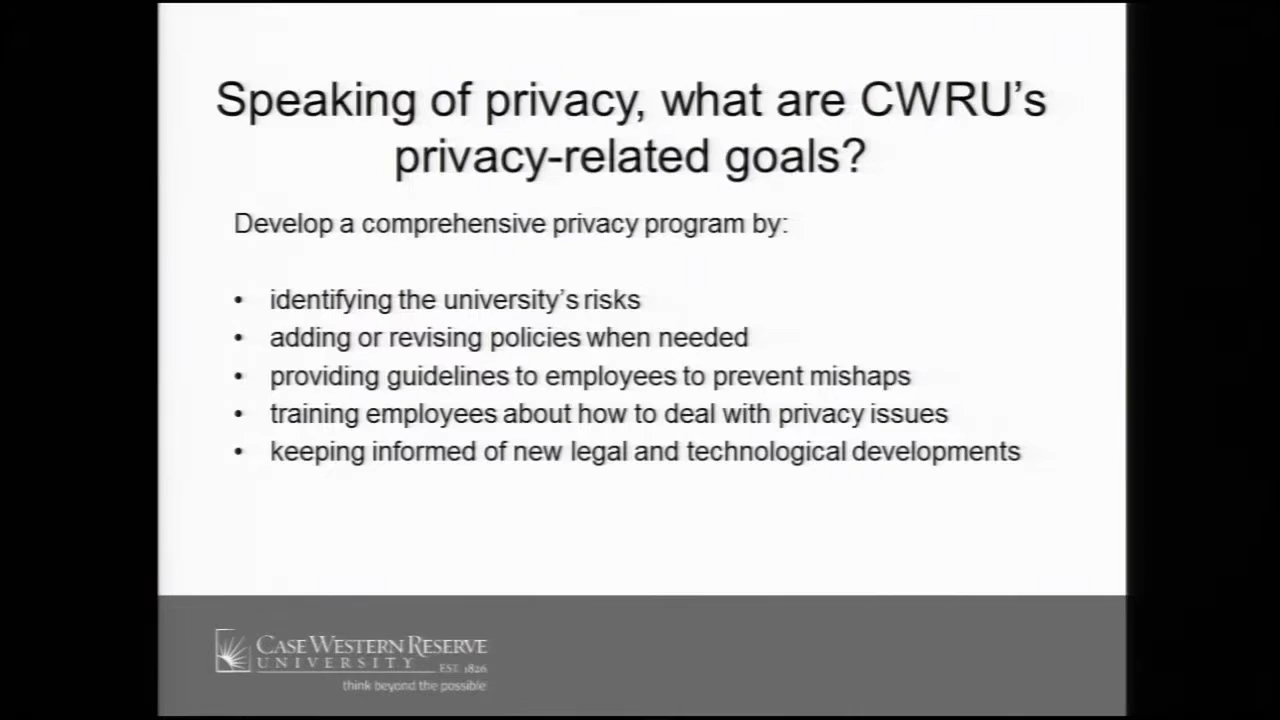 Speaking of privacy, what are CWRU's
privacy-related goals?
Develop a comprehensive privacy program by:
• identifying the university's risks
• adding or revising policies when needed
• providing guidelines to employees to prevent mishaps
• training employees about how to deal with privacy issues
• keeping informed of new legal and technological developments
CASE WESTERN RESERVE
UNIVERSITY EST. 1826
think beyond the possible